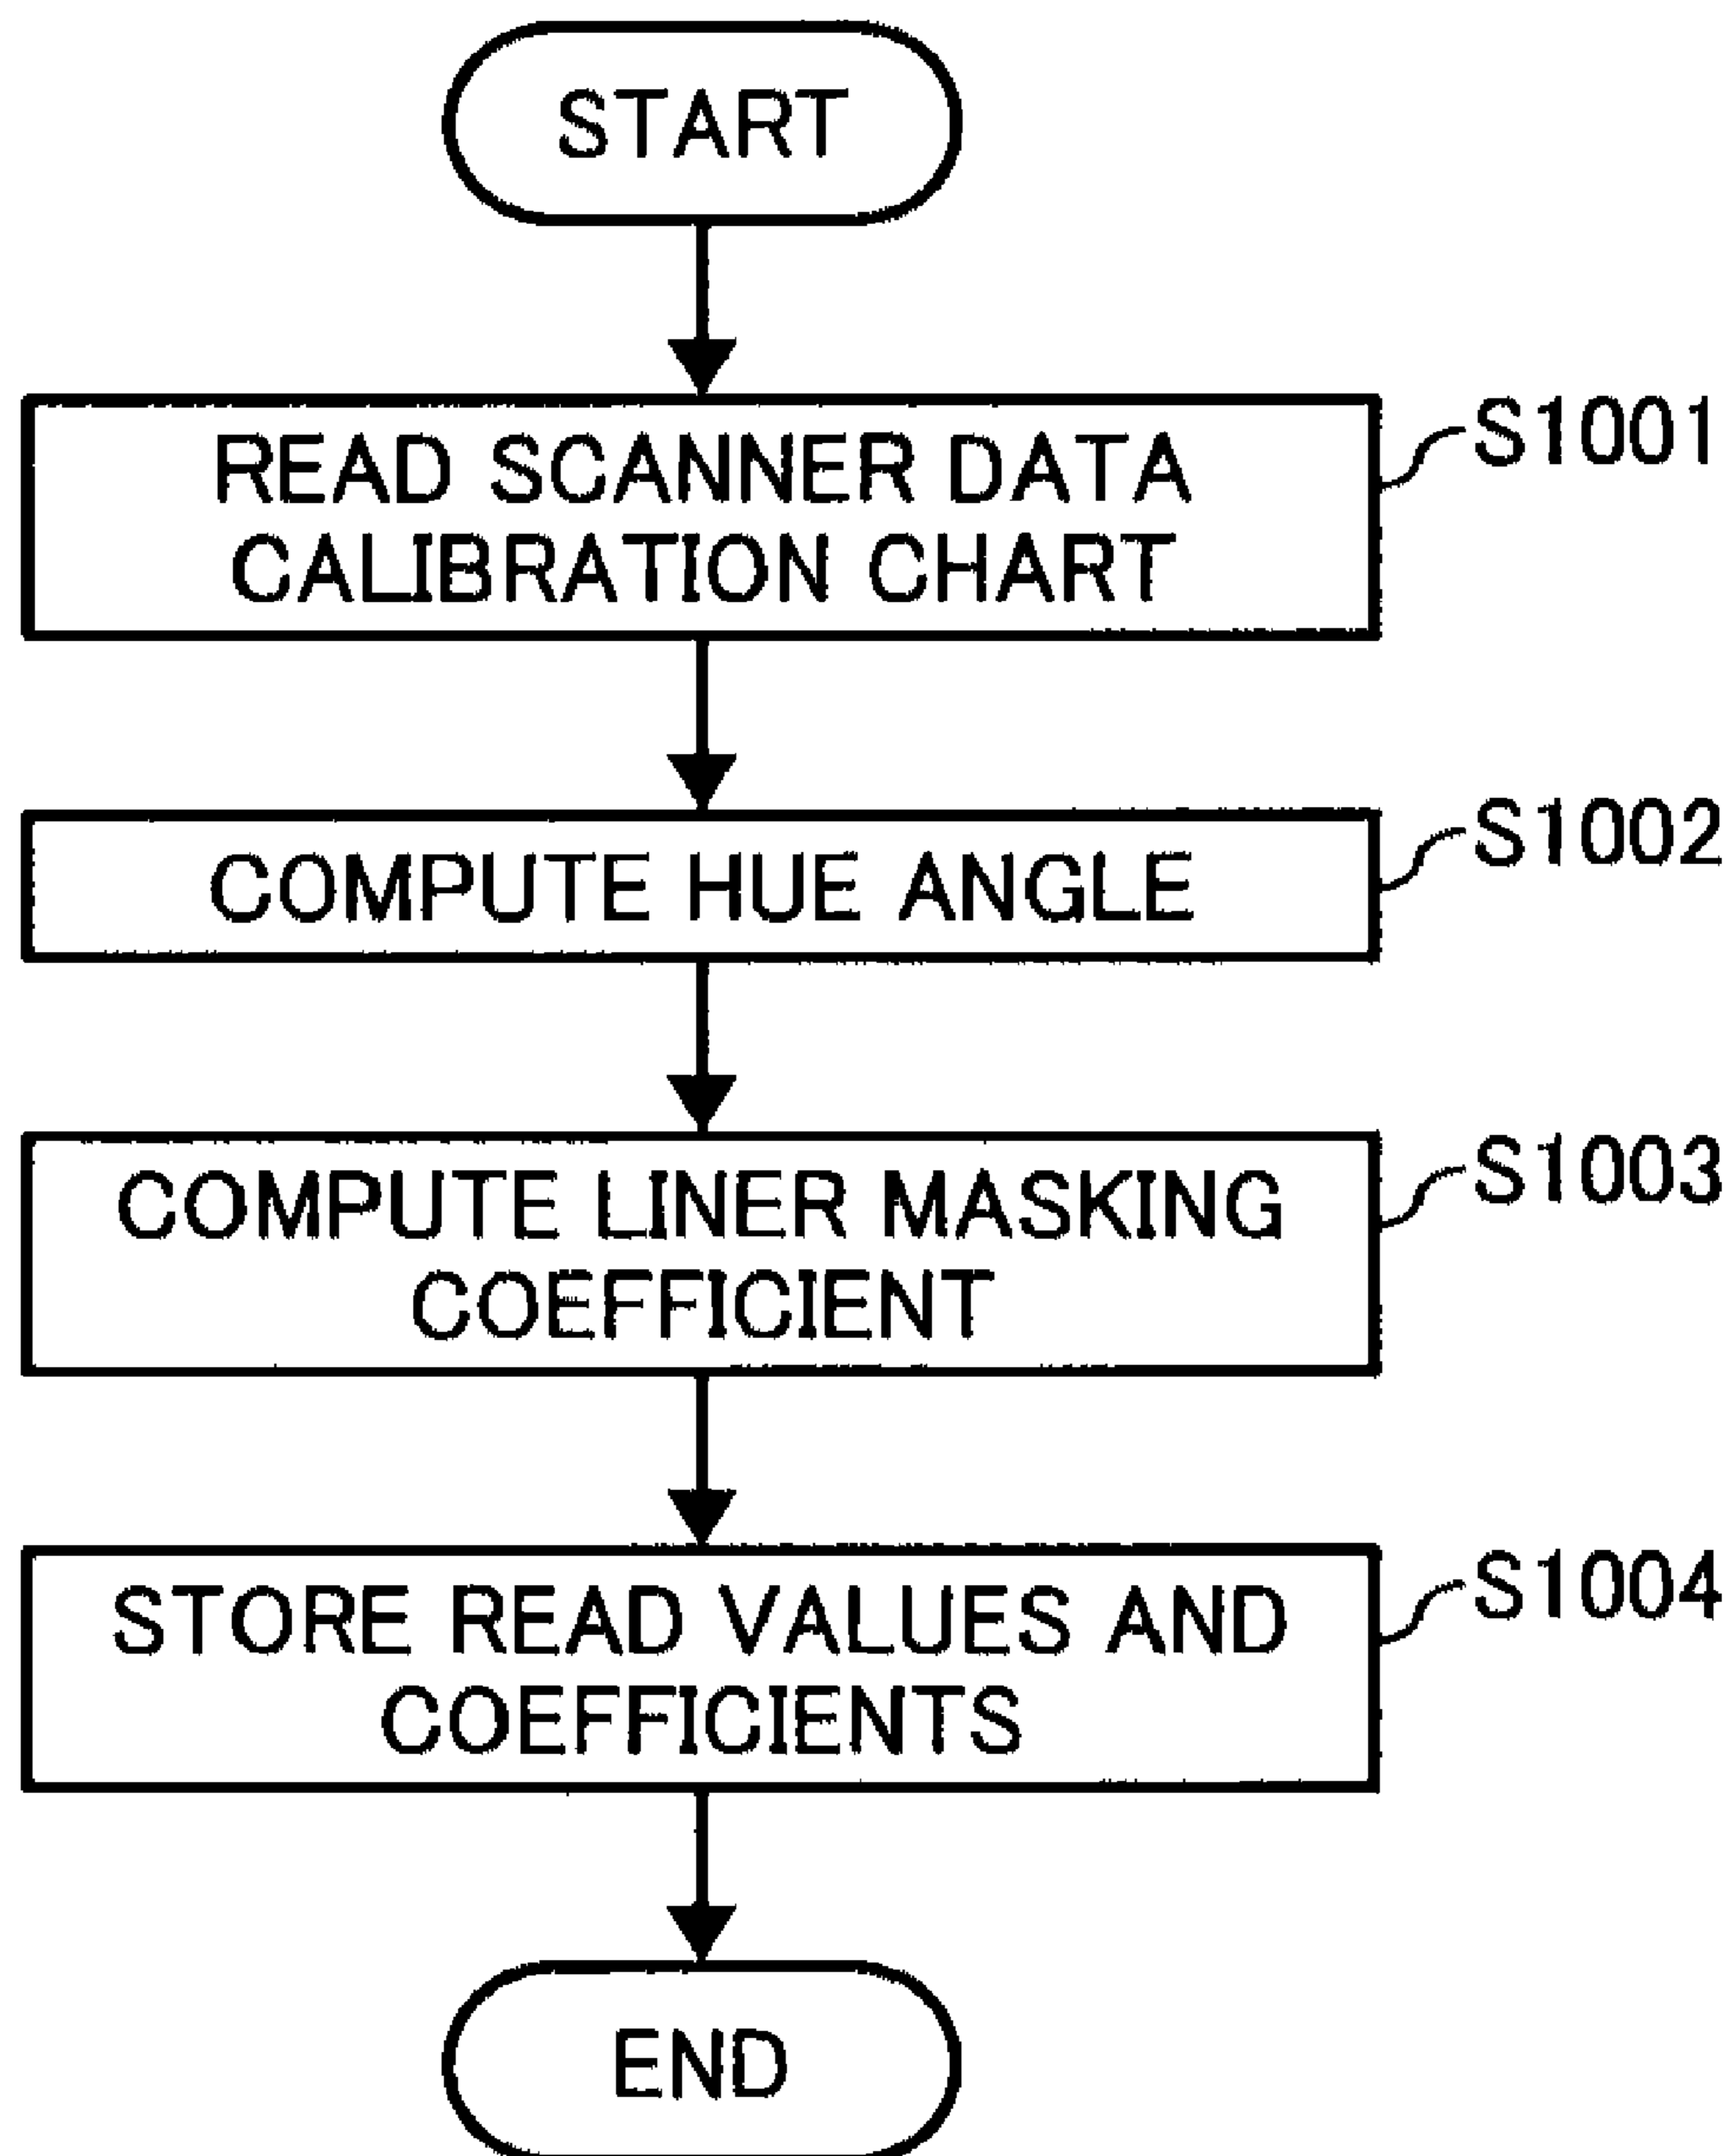 START
READ SCANNER DATA
CALIBRATION CHART
S1001
COMPUTE HUE ANGLE
S1002
COMPUTE LINER MASKING
COEFFICIENT
S1003
STORE READ VALUES AND
COEFFICIENTS
S1004
END